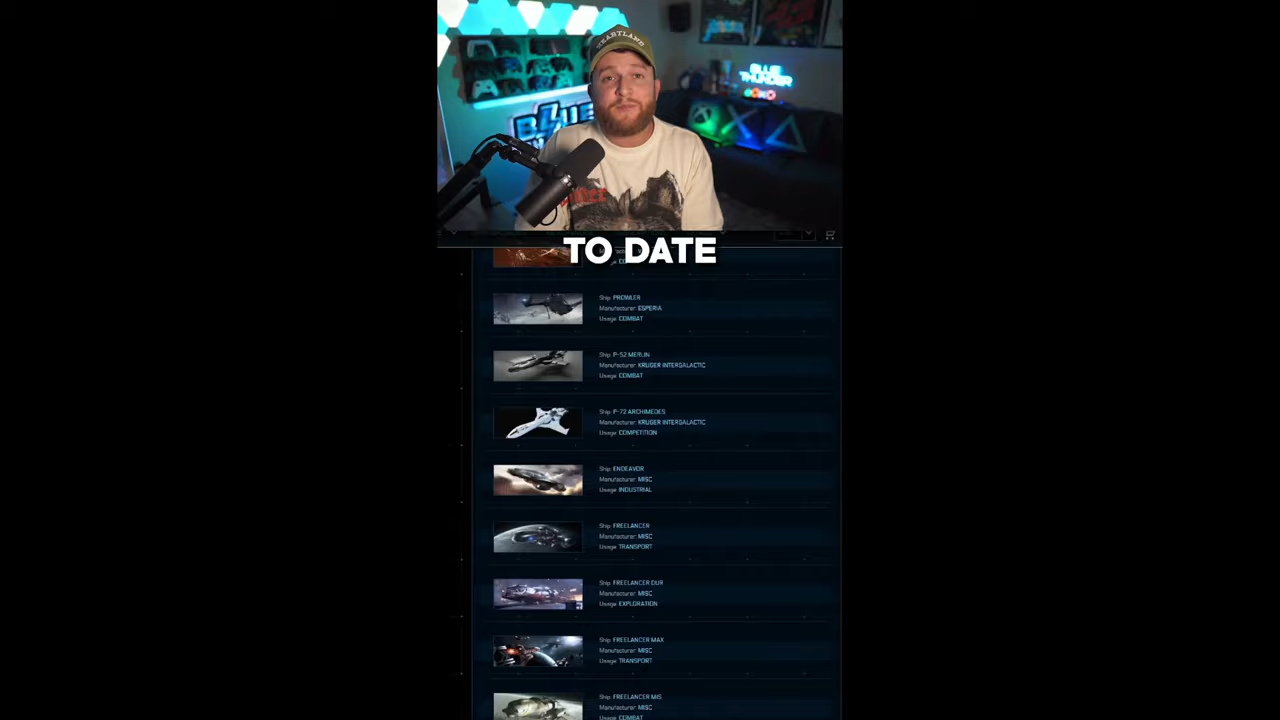 HEARTLAND
BLUE
THUNDER
BLUE
TO DATE
Ship: PROWLER
Manufacturer: ESPERIA
Usage: COMBAT
Ship: P-52 MERLIN
Manufacturer: KRUGER INTERGALACTIC
Usage: COMBAT
Ship: P-72 ARCHIMEDES
Manufacturer: KRUGER INTERGALACTIC
Usage: COMPETITION
Ship: ENDEAVOR
Manufacturer: MISC
Usage: INDUSTRIAL
Ship: FREELANCER
Manufacturer: MISC
Usage: TRANSPORT
Ship: FREELANCER DUR
Manufacturer: MISC
Usage: EXPLORATION
Ship: FREELANCER MAX
Manufacturer: MISC
Usage: TRANSPORT
Ship: FREELANCER MIS
Manufacturer: MISC
Usage: COMBAT